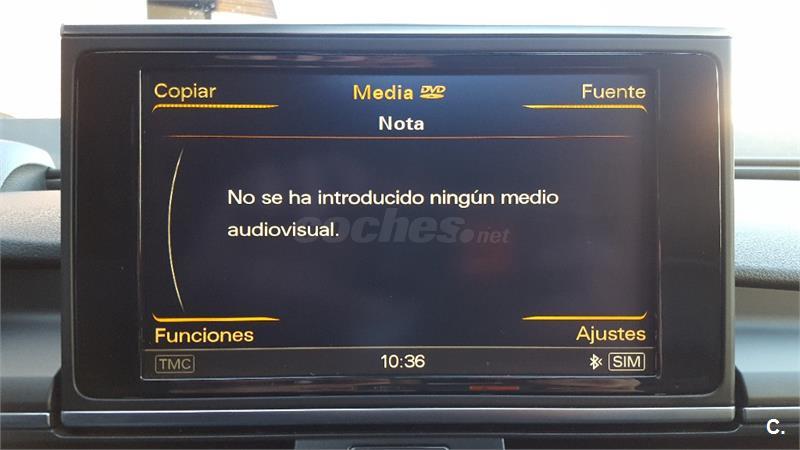 Copiar
Media DVD
Fuente
Nota
No se ha introducido ningún medio
audiovisual.
coches.net
Funciones
Ajustes
TMC
10:36
SIM
C.